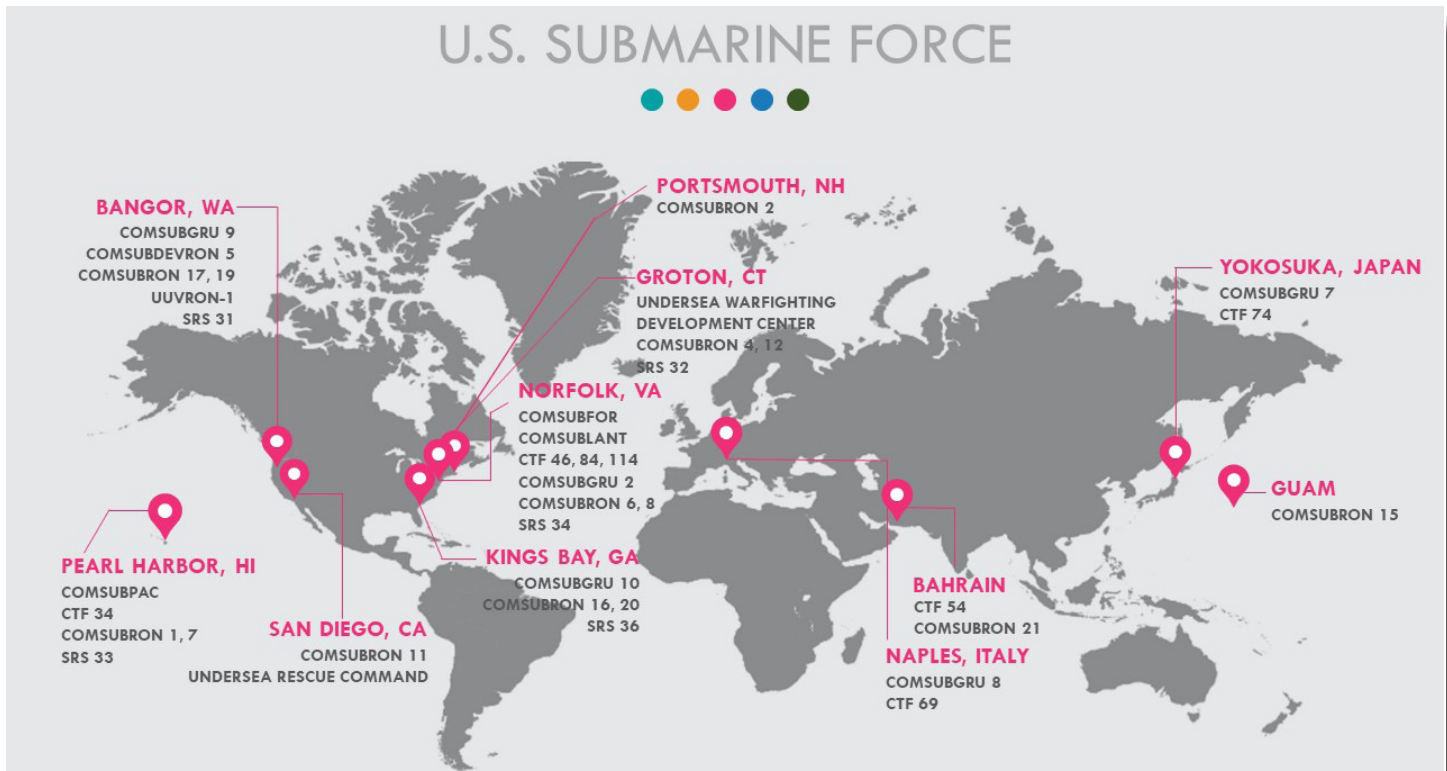 U.S. SUBMARINE FORCE
BANGOR, WA
COMSUBGRU 9
COMSUBDEVRON 5
COMSUBRON 17, 19
UUVRON-1
SRS 31
PORTSMOUTH, NH
COMSUBRON 2
GROTON, CT
UNDERSEA WARFIGHTING
DEVELOPMENT CENTER
COMSUBRON 4, 12
SRS 32
NORFOLK, VA
COMSUBFOR
COMSUBLANT
CTF 46, 84, 114
COMSUBGRU 2
COMSUBRON 6, 8
SRS 34
YOKOSUKA, JAPAN
COMSUBGRU 7
CTF 74
GUAM
COMSUBRON 15
PEARL HARBOR, HI
COMSUBPAC
CTF 34
COMSUBRON 1, 7
SRS 33
SAN DIEGO, CA
COMSUBRON 11
UNDERSEA RESCUE COMMAND
KINGS BAY, GA
COMSUBGRU 10
COMSUBRON 16, 20
SRS 36
BAHRAIN
CTF 54
COMSUBRON 21
NAPLES, ITALY
COMSUBGRU 8
CTF 69